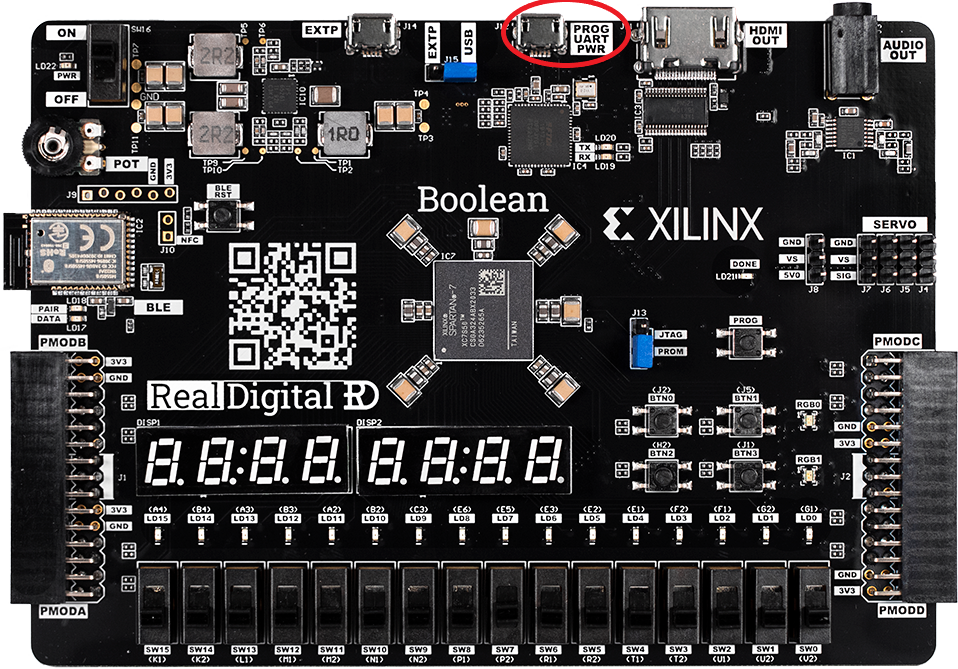 ON
SW16
TP5
TP6
EXTP
J14
EXTP
USB
J15
PROG
UART
PWR
HDMI
OUT
AUDIO
OUT
TP7
LD22
PWR
OFF
GND
2R2
IC10
TP4
TP3
2R2
1R0
TP11
TP9
TP10
TP1
TP2
TX
RX
LD20
LD19
IC4
IC1
POT
GND
3V3
J9
BLE
RST
IC2
J10
NFC
CE
Boolean
XILINX
IC7
XILINX
SPARTAN-7
TAIWAN
SERVO
GND
VS
5V0
J8
GND
VS
SIG
J7
J6
J5
J4
DONE
LD21
LD18
PAIR
DATA
LD17
BLE
J13
JTAG
PROM
PROG
PMODB
3V3
GND
PMODC
GND
3V3
RealDigital
(J2)
BTN0
(J5)
BTN1
(H2)
BTN2
(J1)
BTN3
RGB0
RGB1
DISP1
DISP2
J1
J2
3V3
GND
(A4) (B4) (A3) (B3) (A2) (B2) (C3) (E6) (E5) (E3) (E2) (E1) (F2) (F1) (G2) (G1)
LD15 LD14 LD13 LD12 LD11 LD10 LD9 LD8 LD7 LD6 LD5 LD4 LD3 LD2 LD1 LD0
GND
3V3
PMODA
PMODD
SW15 SW14 SW13 SW12 SW11 SW10 SW9 SW8 SW7 SW6 SW5 SW4 SW3 SW2 SW1 SW0
(K1) (K2) (L1) (M1) (M2) (N1) (N2) (P1) (P2) (R1) (R2) (T1) (T2) (U1) (U2) (V2)